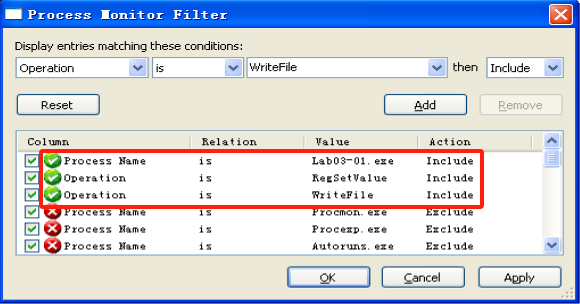 Process Monitor Filter
Display entries matching these conditions:
Operation is WriteFile then Include
Reset Add Remove
Column Relation Value Action
Process Name is Lab03-01.exe Include
Operation is RegSetValue Include
Operation is WriteFile Include
Process Name is Procmon.exe Exclude
Process Name is Procexp.exe Exclude
Process Name is Autoruns.exe Exclude
OK Cancel Apply